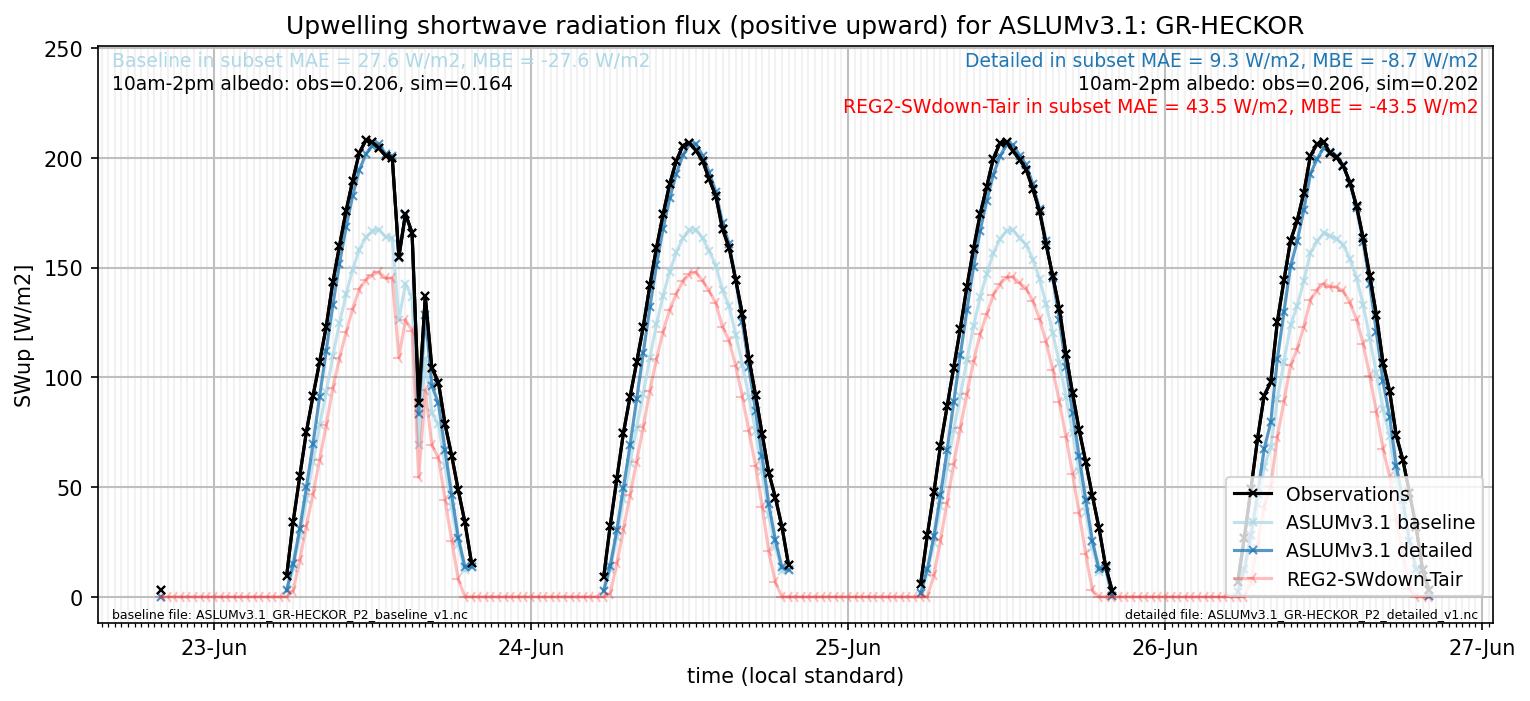 Upwelling shortwave radiation flux (positive upward) for ASLUMv3.1: GR-HECKOR
Baseline in subset MAE = 27.6 W/m2, MBE = -27.6 W/m2
10am-2pm albedo: obs=0.206, sim=0.164
Detailed in subset MAE = 9.3 W/m2, MBE = -8.7 W/m2
10am-2pm albedo: obs=0.206, sim=0.202
REG2-SWdown-Tair in subset MAE = 43.5 W/m2, MBE = -43.5 W/m2
SWup [W/m2]
250
200
150
100
50
0
Observations
ASLUMv3.1 baseline
ASLUMv3.1 detailed
REG2-SWdown-Tair
baseline file: ASLUMv3.1_GR-HECKOR_P2_baseline_v1.nc
detailed file: ASLUMv3.1_GR-HECKOR_P2_detailed_v1.nc
23-Jun
24-Jun
25-Jun
26-Jun
27-Jun
time (local standard)